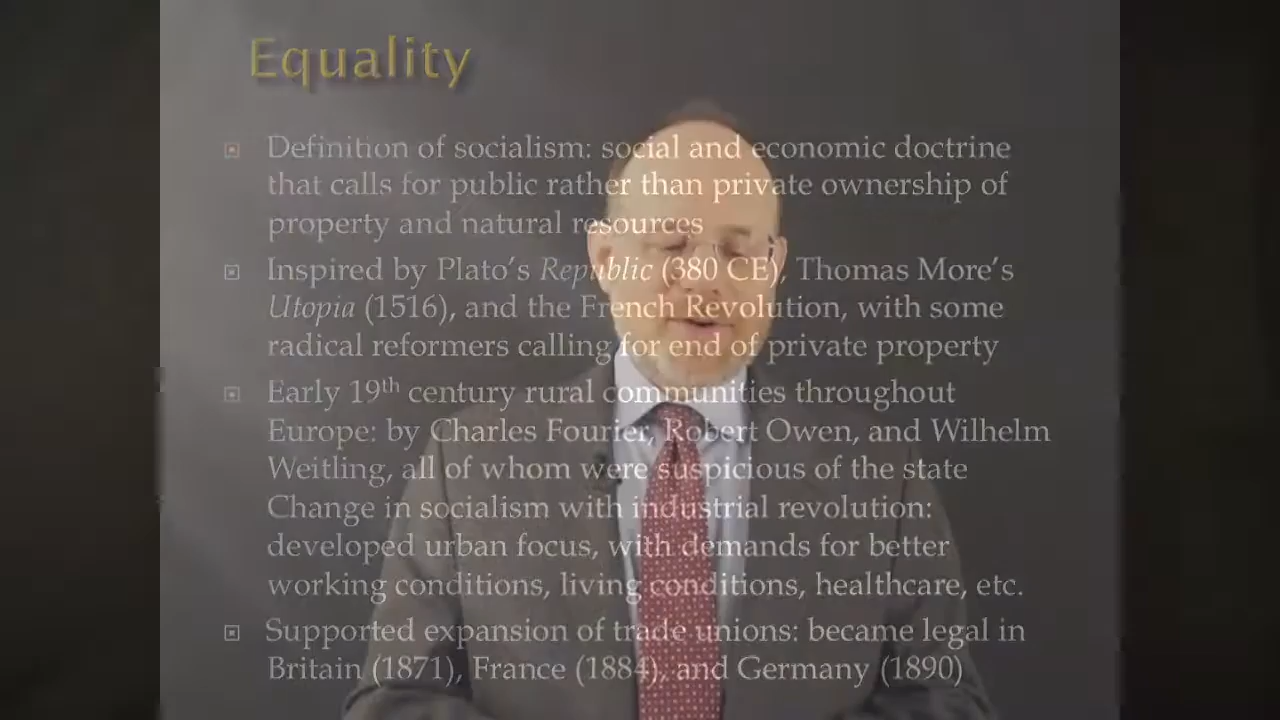 Equality
Definition of socialism: social and economic doctrine
that calls for public rather than private ownership of
property and natural resources
Inspired by Plato's Republic (380 CE), Thomas More's
Utopia (1516), and the French Revolution, with some
radical reformers calling for end of private property
Early 19th century rural communities throughout
Europe: by Charles Fourier, Robert Owen, and Wilhelm
Weitling, all of whom were suspicious of the state
Change in socialism with industrial revolution:
developed urban focus, with demands for better
working conditions, living conditions, healthcare, etc.
Supported expansion of trade unions: became legal in
Britain (1871), France (1884), and Germany (1890)